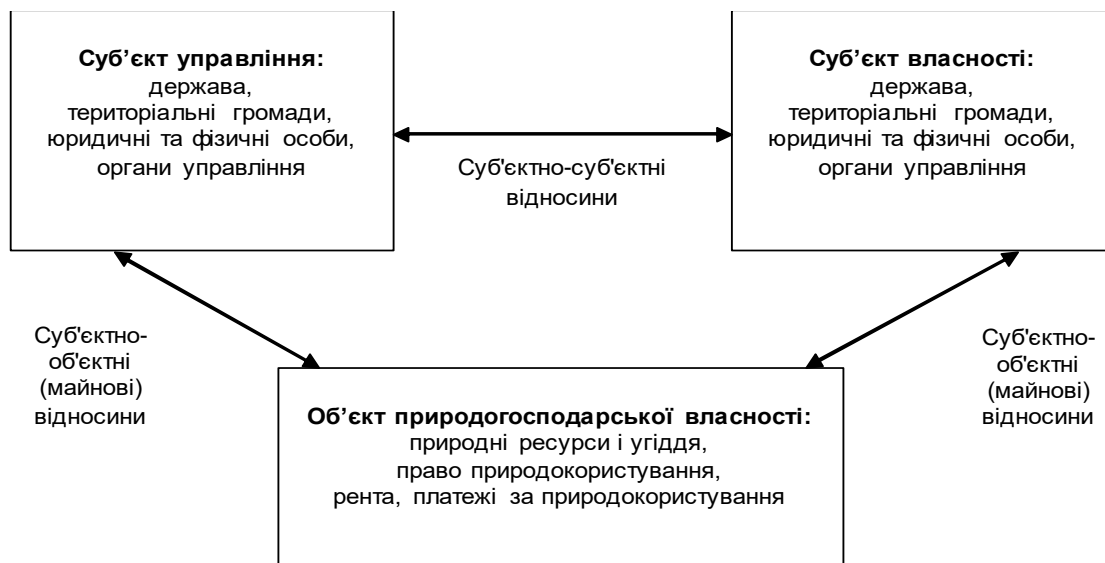 Суб’єкт управління:
держава,
територіальні громади,
юридичні та фізичні особи,
органи управління
Суб’єкт власності:
держава,
територіальні громади,
юридичні та фізичні особи,
органи управління
Суб'єктно-суб'єктні
відносини
Суб'єктно-
об'єктні
(майнові)
відносини
Суб'єктно-
об'єктні
(майнові)
відносини
Об’єкт природогосподарської власності:
природні ресурси і угіддя,
право природокористування,
рента, платежі за природокористування